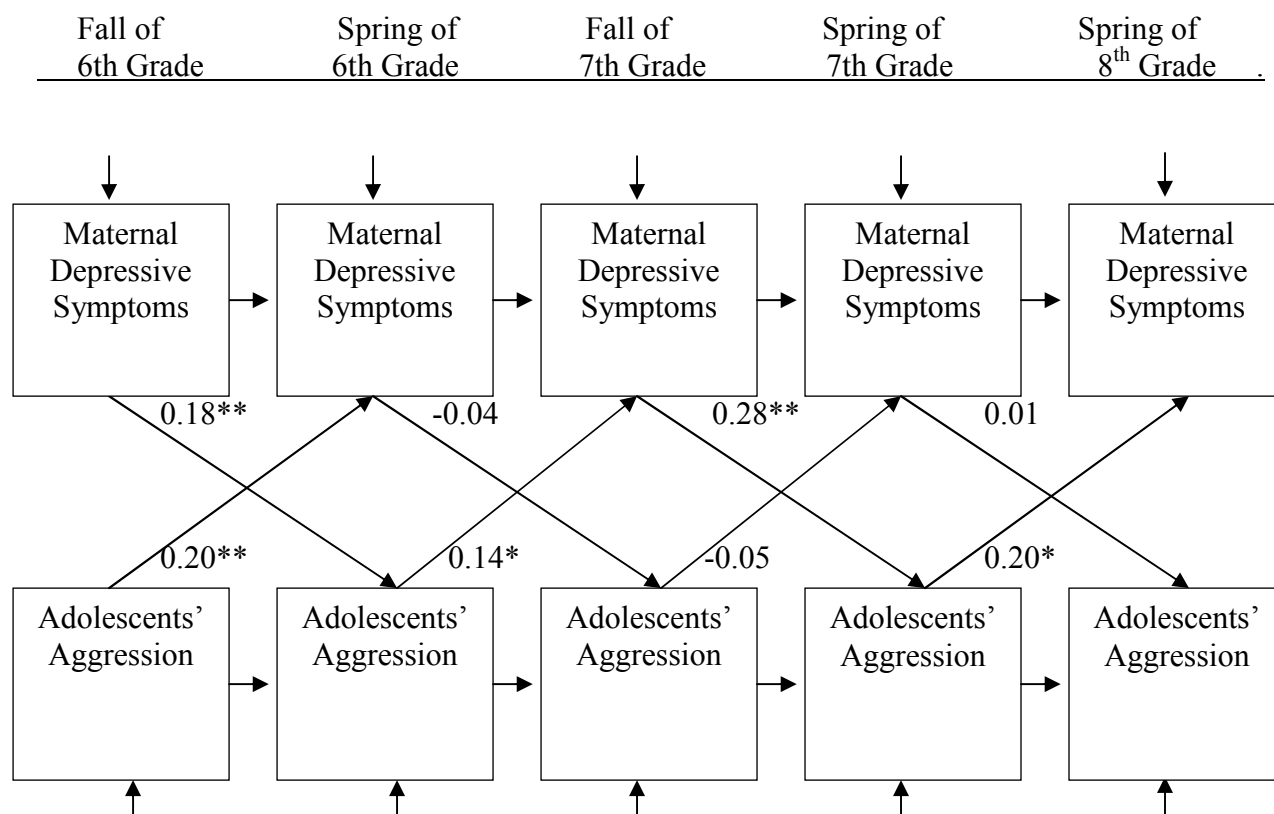 Fall of Spring of Fall of Spring of Spring of
6th Grade 6th Grade 7th Grade 7th Grade 8th Grade .
Maternal Maternal Maternal Maternal Maternal
Depressive Depressive Depressive Depressive Depressive
Symptoms Symptoms Symptoms Symptoms Symptoms
0.18** -0.04 0.28** 0.01
0.20** 0.14* -0.05 0.20*
Adolescents’ Adolescents’ Adolescents’ Adolescents’ Adolescents’
Aggression Aggression Aggression Aggression Aggression